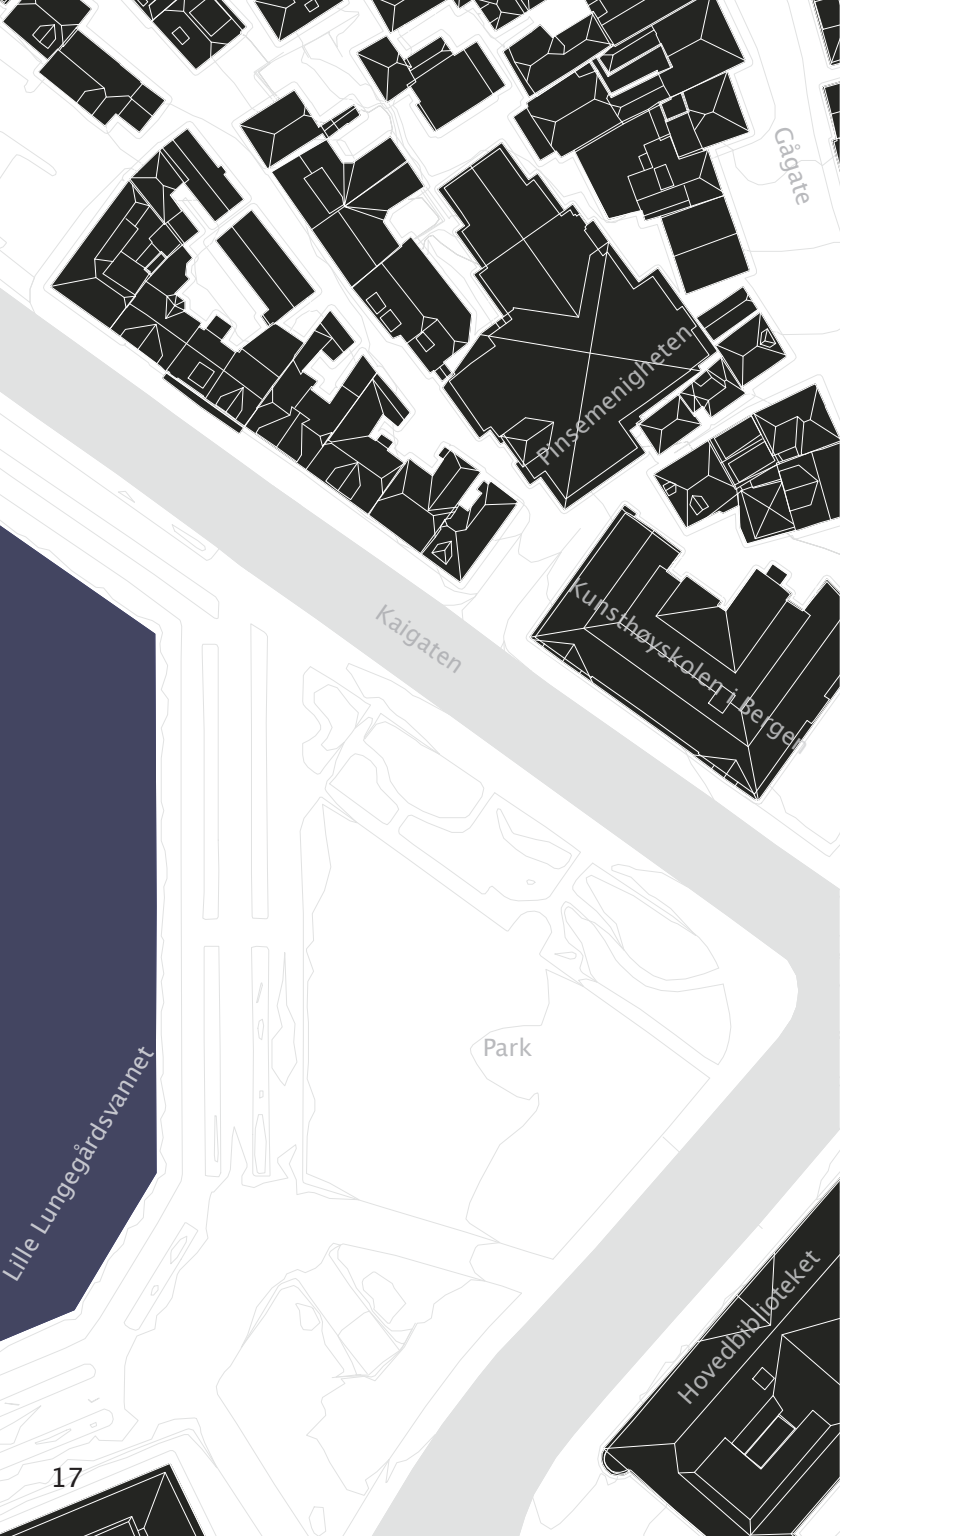 Gågate
Pinsemenigheten
Kunsthøyskolen i Bergen
Kaigaten
Park
Lille Lungegårdsvannet
Hovedbiblioteket
17